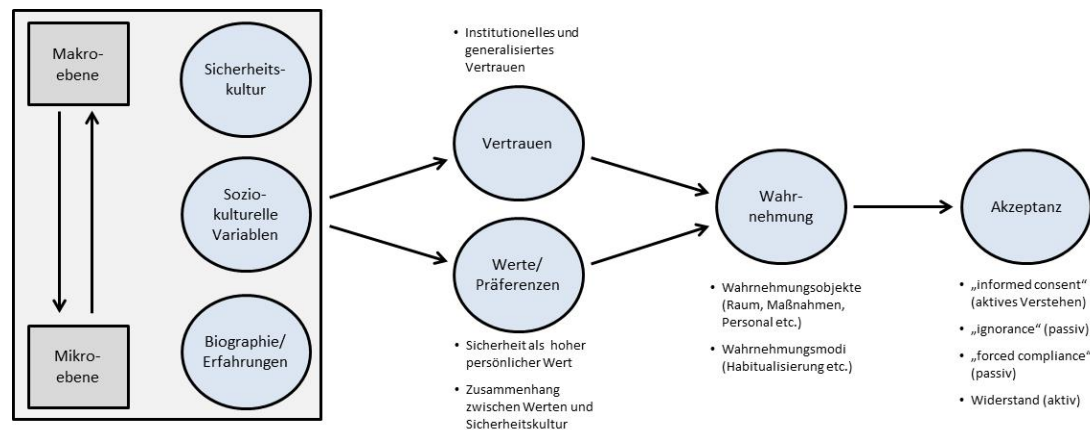 Makro-
ebene
Sicherheits-
kultur
Sozio-
kulturelle
Variablen
Mikro-
ebene
Biographie/
Erfahrungen
• Institutionelles und
generalisiertes
Vertrauen
Vertrauen
Werte/
Präferenzen
• Sicherheit als hoher
persönlicher Wert
• Zusammenhang
zwischen Werten und
Sicherheitskultur
Wahr-
nehmung
• Wahrnehmungsobjekte
(Raum, Maßnahmen,
Personal etc.)
• Wahrnehmungsmodi
(Habitualisierung etc.)
Akzeptanz
• „informed consent“
(aktives Verstehen)
• „ignorance“ (passiv)
• „forced compliance“
(passiv)
• Widerstand (aktiv)